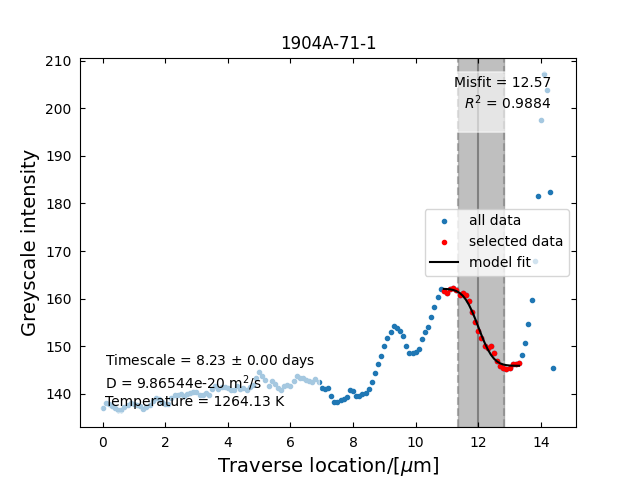 1904A-71-1
Misfit = 12.57
R² = 0.9884
all data
selected data
model fit
Timescale = 8.23 ± 0.00 days
D = 9.86544e-20 m²/s
Temperature = 1264.13 K
Greyscale intensity
210
200
190
180
170
160
150
140
0 2 4 6 8 10 12 14
Traverse location/[μm]